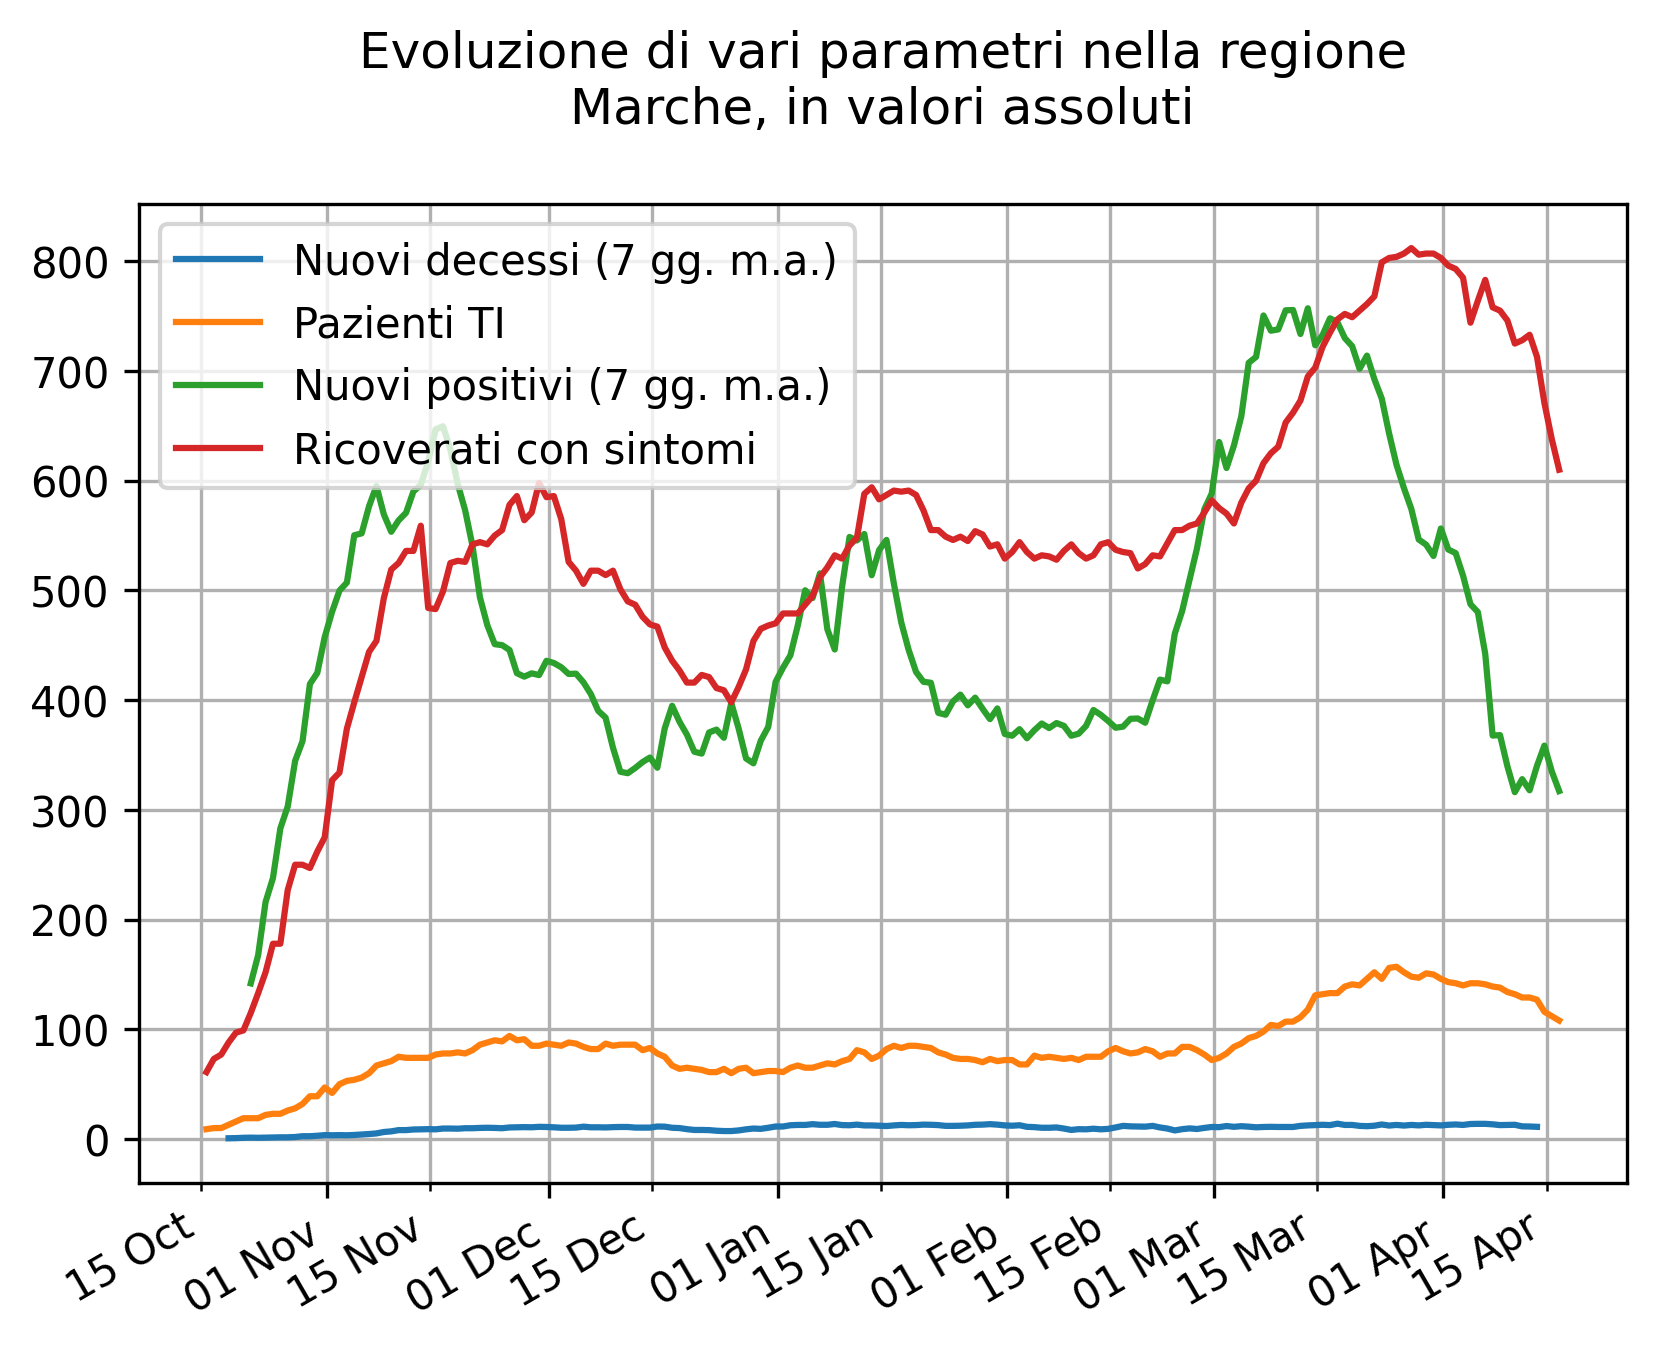 Evoluzione di vari parametri nella regione
Marche, in valori assoluti
Nuovi decessi (7 gg. m.a.)
Pazienti TI
Nuovi positivi (7 gg. m.a.)
Ricoverati con sintomi
800
700
600
500
400
300
200
100
0
15 Oct
01 Nov
15 Nov
01 Dec
15 Dec
01 Jan
15 Jan
01 Feb
15 Feb
01 Mar
15 Mar
01 Apr
15 Apr